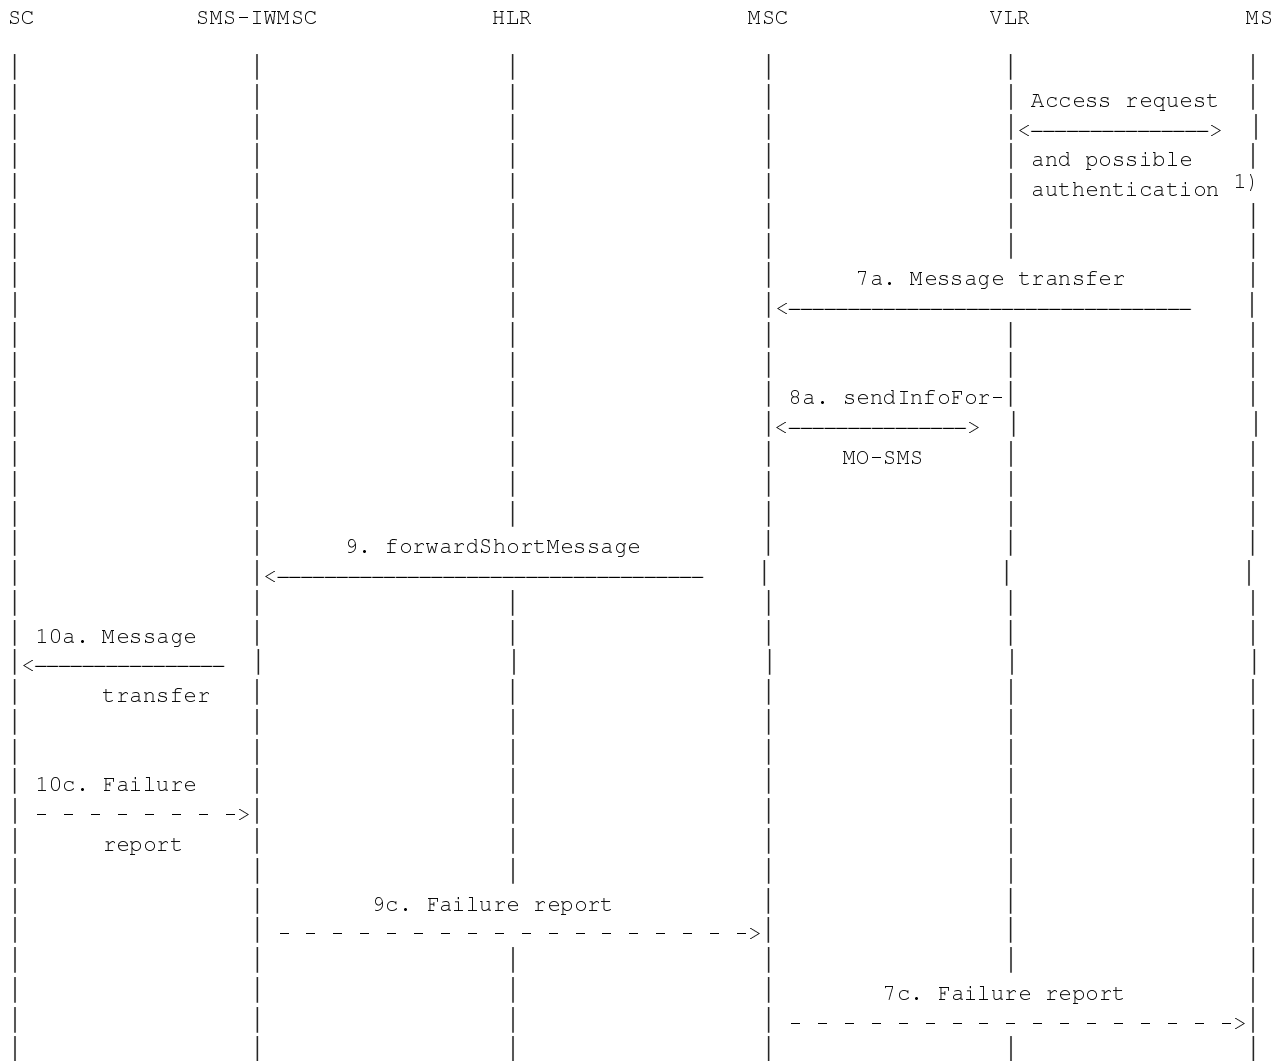 SC SMS-IWMSC HLR MSC VLR MS
Access request
and possible
authentication 1)
7a. Message transfer
8a. sendInfoFor-
MO-SMS
9. forwardShortMessage
10a. Message
transfer
10c. Failure
report
9c. Failure report
7c. Failure report